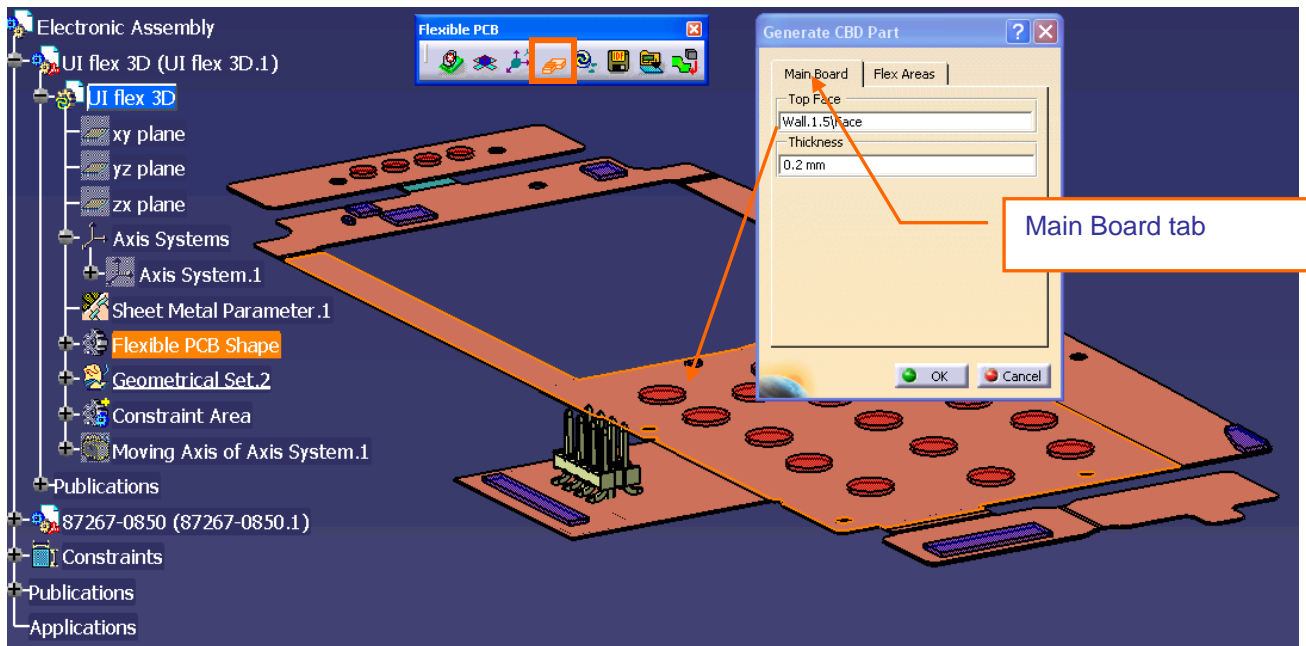 Electronic Assembly
UI flex 3D (UI flex 3D.1)
UI flex 3D
xy plane
yz plane
zx plane
Axis Systems
Axis System.1
Sheet Metal Parameter.1
Flexible PCB Shape
Geometrical Set.2
Constraint Area
Moving Axis of Axis System.1
Publications
87267-0850 (87267-0850.1)
Constraints
Publications
Applications
Flexible PCB
IDF
Generate CBD Part
Main Board Flex Areas
Top Face
Wall.1.5\Face
Thickness
0.2 mm
OK Cancel
Main Board tab